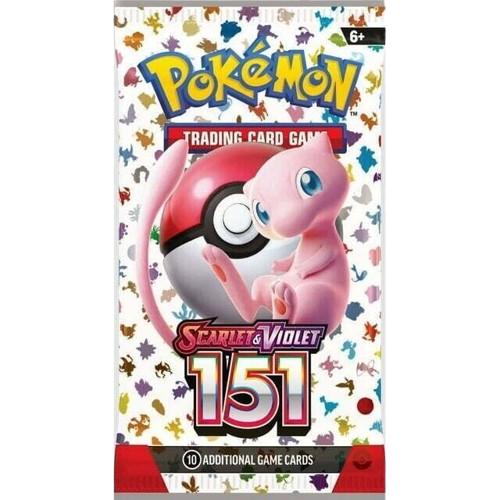 6+
POKéMON
TRADING CARD GAME
SCARLET & VIOLET
151
10 ADDITIONAL GAME CARDS